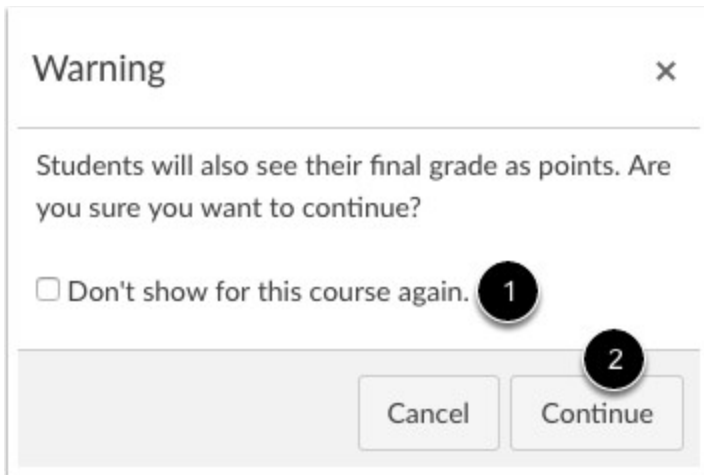 Warning
×
Students will also see their final grade as points. Are
you sure you want to continue?
Don't show for this course again. 1
2
Cancel Continue